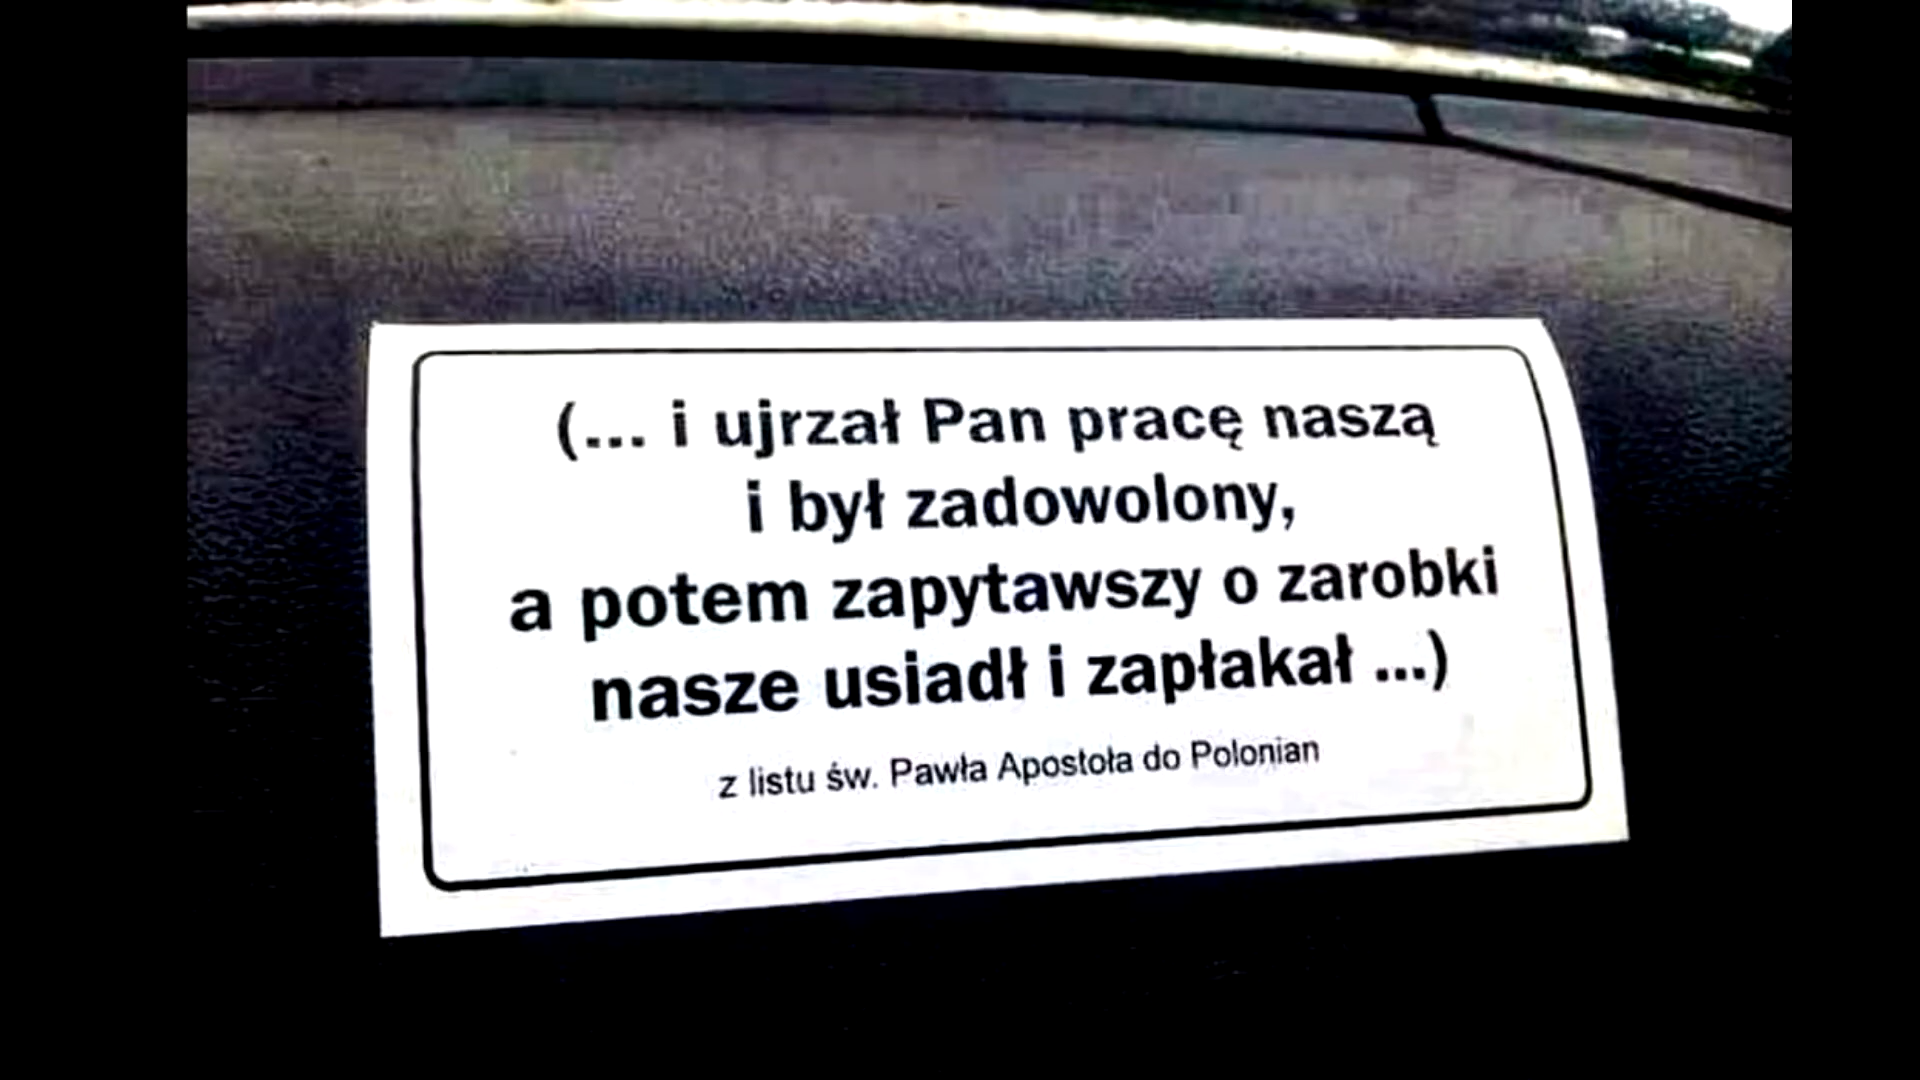 (... i ujrzał Pan pracę naszą
i był zadowolony,
a potem zapytawszy o zarobki
nasze usiadł i zapłakał ...)
z listu św. Pawła Apostoła do Polonian